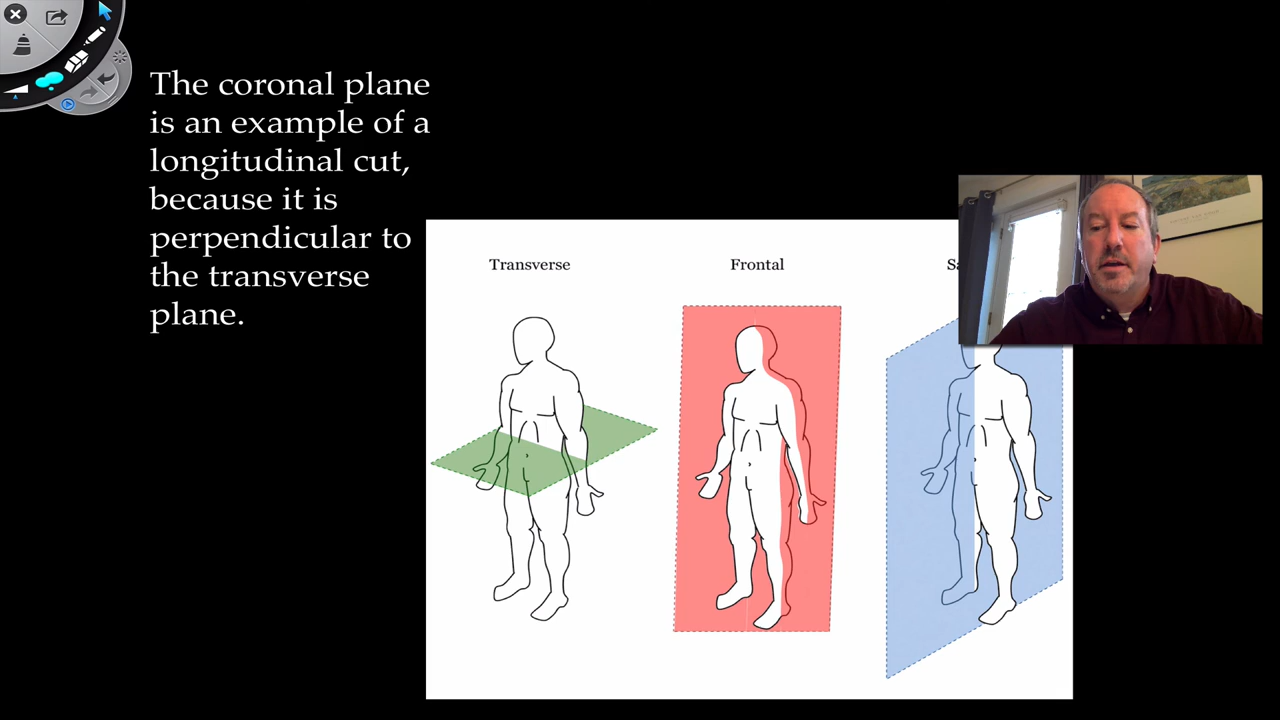 The coronal plane
is an example of a
longitudinal cut,
because it is
perpendicular to
the transverse
plane.
Transverse
Frontal